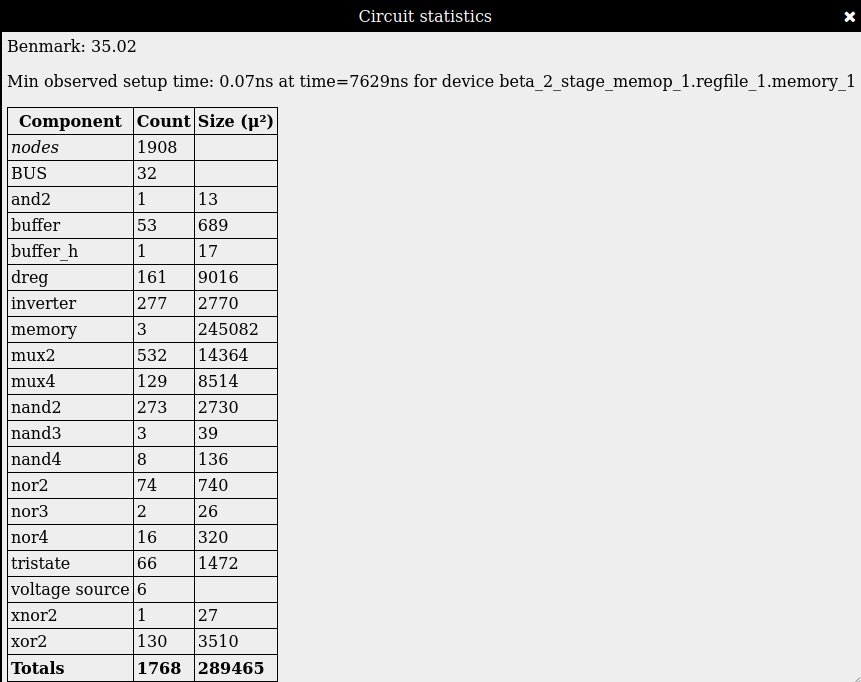 Circuit statistics ✖
Benmark: 35.02
Min observed setup time: 0.07ns at time=7629ns for device beta_2_stage_memop_1.regfile_1.memory_1
Component Count Size (μ²)
nodes 1908
BUS 32
and2 1 13
buffer 53 689
buffer_h 1 17
dreg 161 9016
inverter 277 2770
memory 3 245082
mux2 532 14364
mux4 129 8514
nand2 273 2730
nand3 3 39
nand4 8 136
nor2 74 740
nor3 2 26
nor4 16 320
tristate 66 1472
voltage source 6
xnor2 1 27
xor2 130 3510
Totals 1768 289465